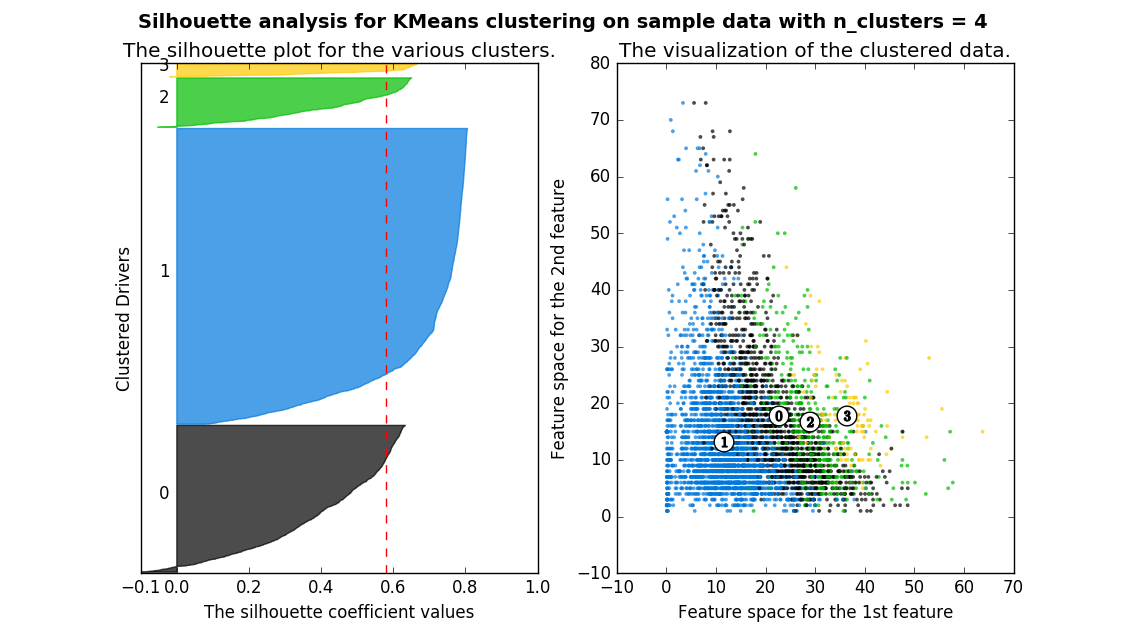 Silhouette analysis for KMeans clustering on sample data with n_clusters = 4
The silhouette plot for the various clusters.
3
2
1
0
Clustered Drivers
−0.1 0.0 0.2 0.4 0.6 0.8 1.0
The silhouette coefficient values
The visualization of the clustered data.
80
70
60
50
40
30
20
10
0
−10
Feature space for the 2nd feature
0 2 3
1
−10 0 10 20 30 40 50 60 70
Feature space for the 1st feature